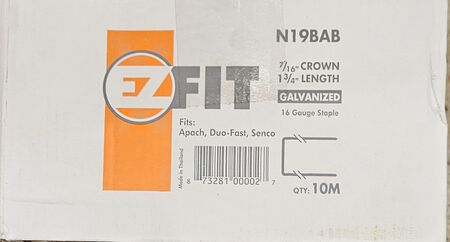 N19BAB
7/16" CROWN
1 3/4" LENGTH
GALVANIZED
16 Gauge Staple
EZ FIT
Fits:
Apach, Duo-Fast, Senco
Made in Thailand
8 73281 00002 7
QTY: 10M